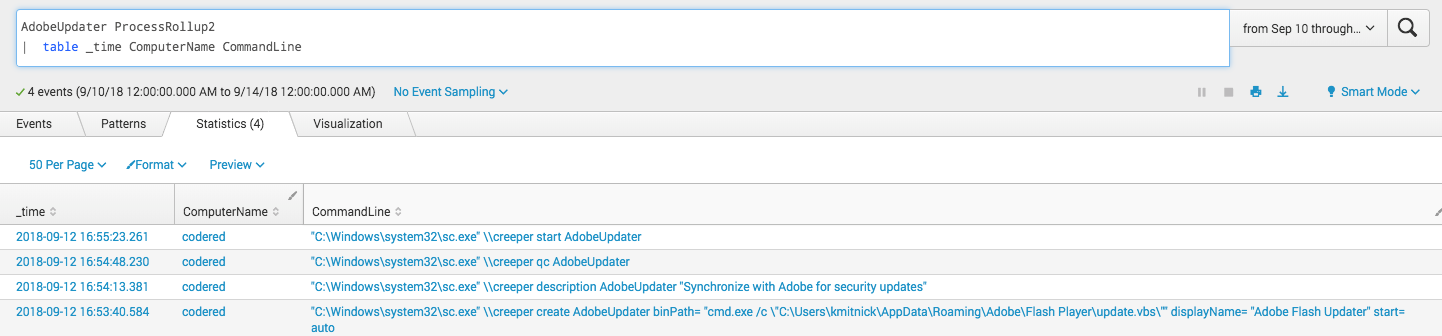 AdobeUpdater ProcessRollup2
| table _time ComputerName CommandLine
from Sep 10 through...
4 events (9/10/18 12:00:00.000 AM to 9/14/18 12:00:00.000 AM)
No Event Sampling
Smart Mode
Events
Patterns
Statistics (4)
Visualization
50 Per Page
Format
Preview
_time
ComputerName
CommandLine
2018-09-12 16:55:23.261 codered "C:\Windows\system32\sc.exe" \\creeper start AdobeUpdater
2018-09-12 16:54:48.230 codered "C:\Windows\system32\sc.exe" \\creeper qc AdobeUpdater
2018-09-12 16:54:13.381 codered "C:\Windows\system32\sc.exe" \\creeper description AdobeUpdater "Synchronize with Adobe for security updates"
2018-09-12 16:53:40.584 codered "C:\Windows\system32\sc.exe" \\creeper create AdobeUpdater binPath= "cmd.exe /c \"C:\Users\kmitnick\AppData\Roaming\Adobe\Flash Player\update.vbs\"" displayName= "Adobe Flash Updater" start=
auto